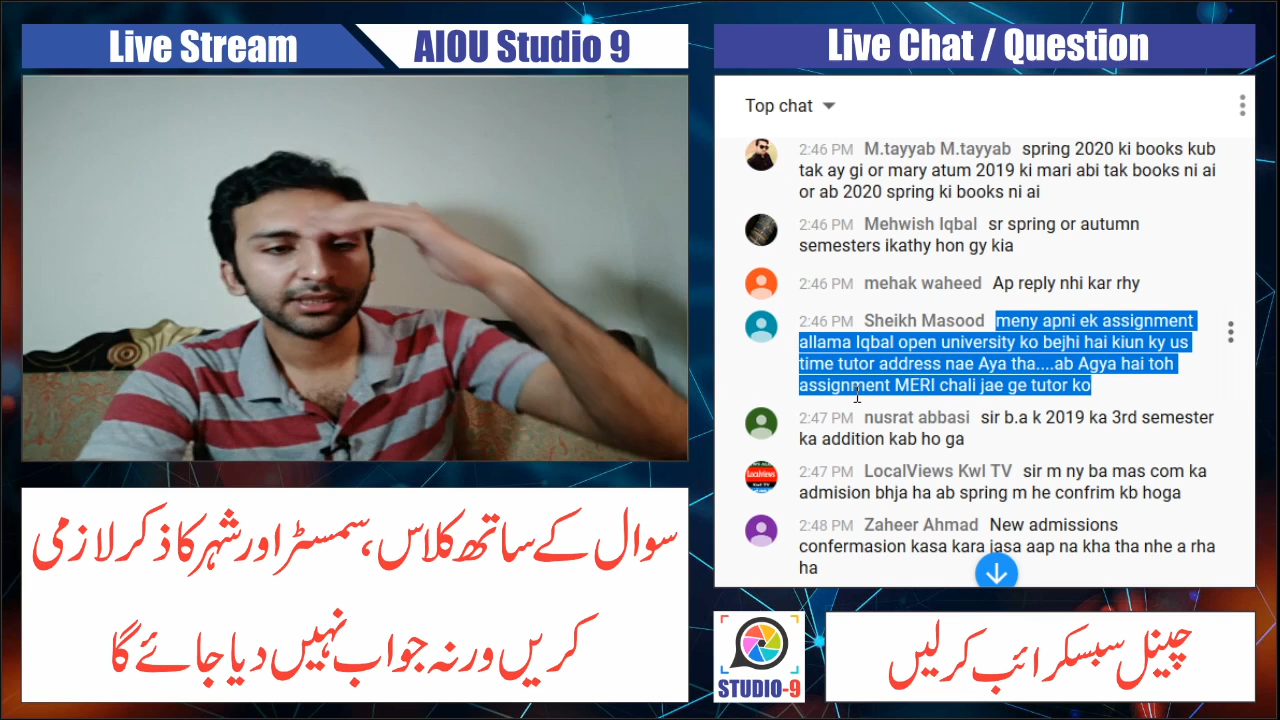 Live Stream
AIOU Studio 9
سوال کے ساتھ کلاس، سمسٹر اور شہر کا ذکر لازمی
کریں ورنہ جواب نہیں دیا جائے گا
Live Chat / Question
Top chat
2:46 PM M.tayyab M.tayyab spring 2020 ki books kub
tak ay gi or mary atum 2019 ki mari abi tak books ni ai
or ab 2020 spring ki books ni ai
2:46 PM Mehwish Iqbal sr spring or autumn
semesters ikathy hon gy kia
2:46 PM mehak waheed Ap reply nhi kar rhy
2:46 PM Sheikh Masood meny apni ek assignment
allama Iqbal open university ko bejhi hai kiun ky us
time tutor address nae Aya tha....ab Agya hai toh
assignment MERI chali jae ge tutor ko
2:47 PM nusrat abbasi sir b.a k 2019 ka 3rd semester
ka addition kab ho ga
2:47 PM LocalViews Kwl TV sir m ny ba mas com ka
admision bhja ha ab spring m he confrim kb hoga
2:48 PM Zaheer Ahmad New admissions
confermasion kasa kara jasa aap na kha tha nhe a rha
ha
STUDIO-9
چینل سبسکرائب کر لیں